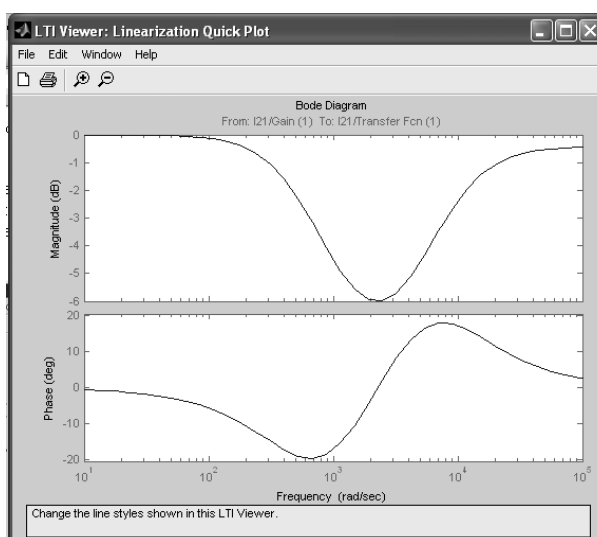 LTI Viewer: Linearization Quick Plot
File Edit Window Help
Bode Diagram
From: I21/Gain (1) To: I21/Transfer Fcn (1)
Magnitude (dB)
0
-1
-2
-3
-4
-5
-6
Phase (deg)
20
10
0
-10
-20
10^1 10^2 10^3 10^4 10^5
Frequency (rad/sec)
Change the line styles shown in this LTI Viewer.